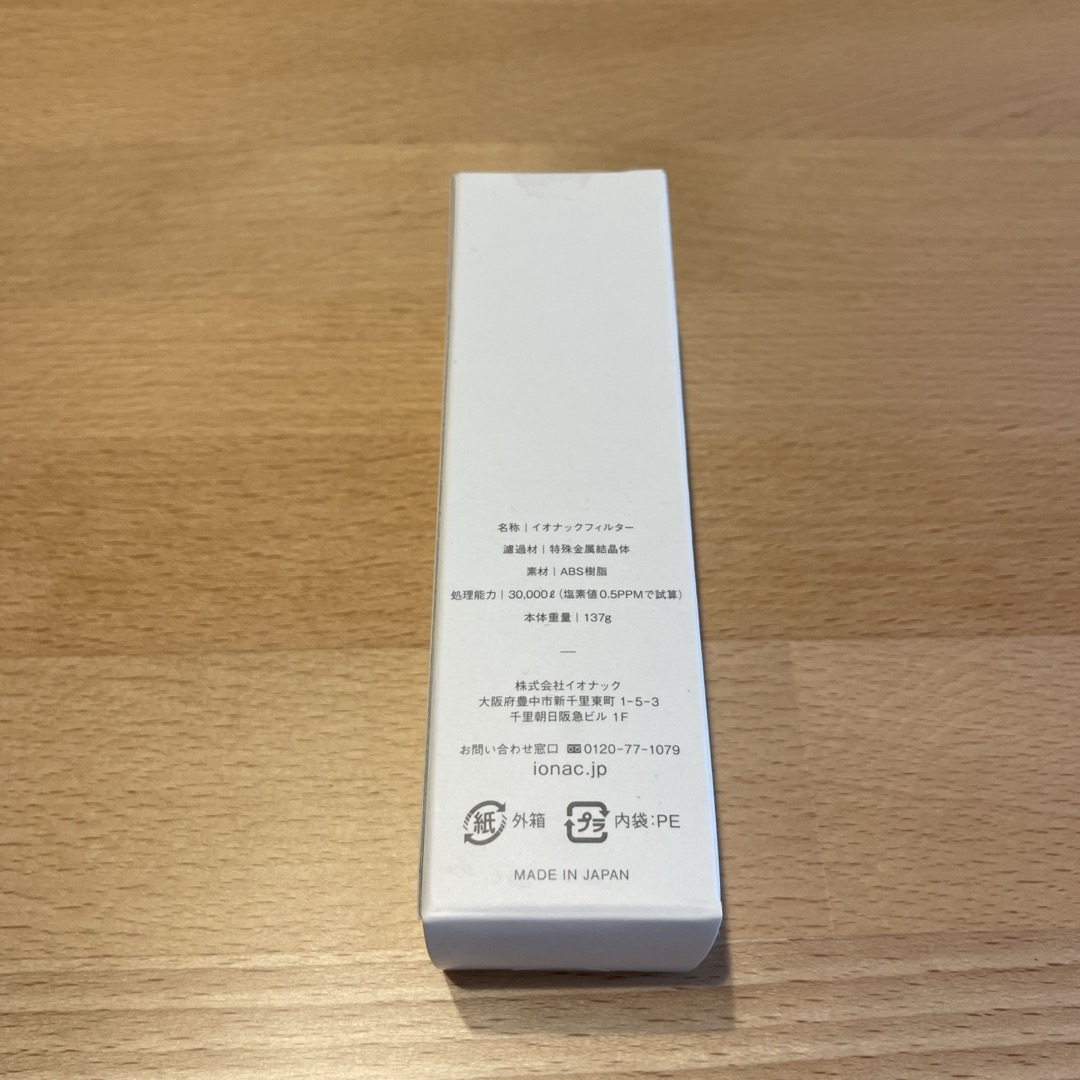 名称 | イオナックフィルター
濾過材 | 特殊金属結晶体
素材 | ABS樹脂
処理能力 | 30,000ℓ (塩素値0.5PPMで試算)
本体重量 | 137g
株式会社イオナック
大阪府豊中市新千里東町 1-5-3
千里朝日阪急ビル 1F
お問い合わせ窓口 0120-77-1079
ionac.jp
紙 外箱 プラ 内袋:PE
MADE IN JAPAN